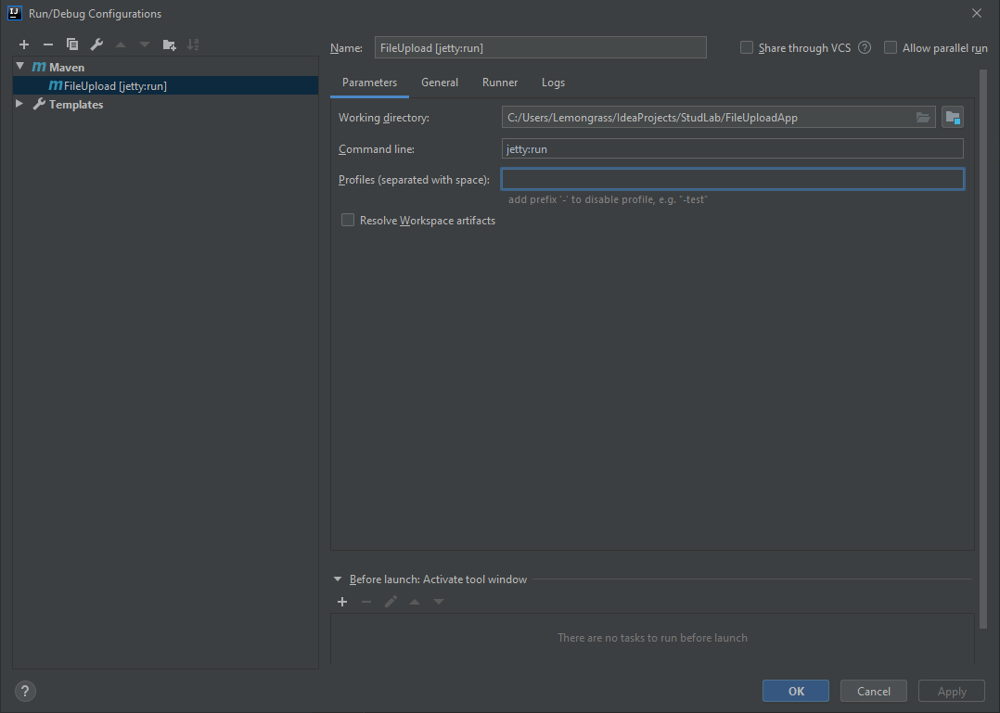 Run/Debug Configurations
Name: FileUpload [jetty:run] Share through VCS ? Allow parallel run
Maven
FileUpload [jetty:run]
Templates
Parameters General Runner Logs
Working directory: C:/Users/Lemongrass/IdeaProjects/StudLab/FileUploadApp
Command line: jetty:run
Profiles (separated with space):
add prefix '-' to disable profile, e.g. "-test"
Resolve Workspace artifacts
Before launch: Activate tool window
There are no tasks to run before launch
? OK Cancel Apply